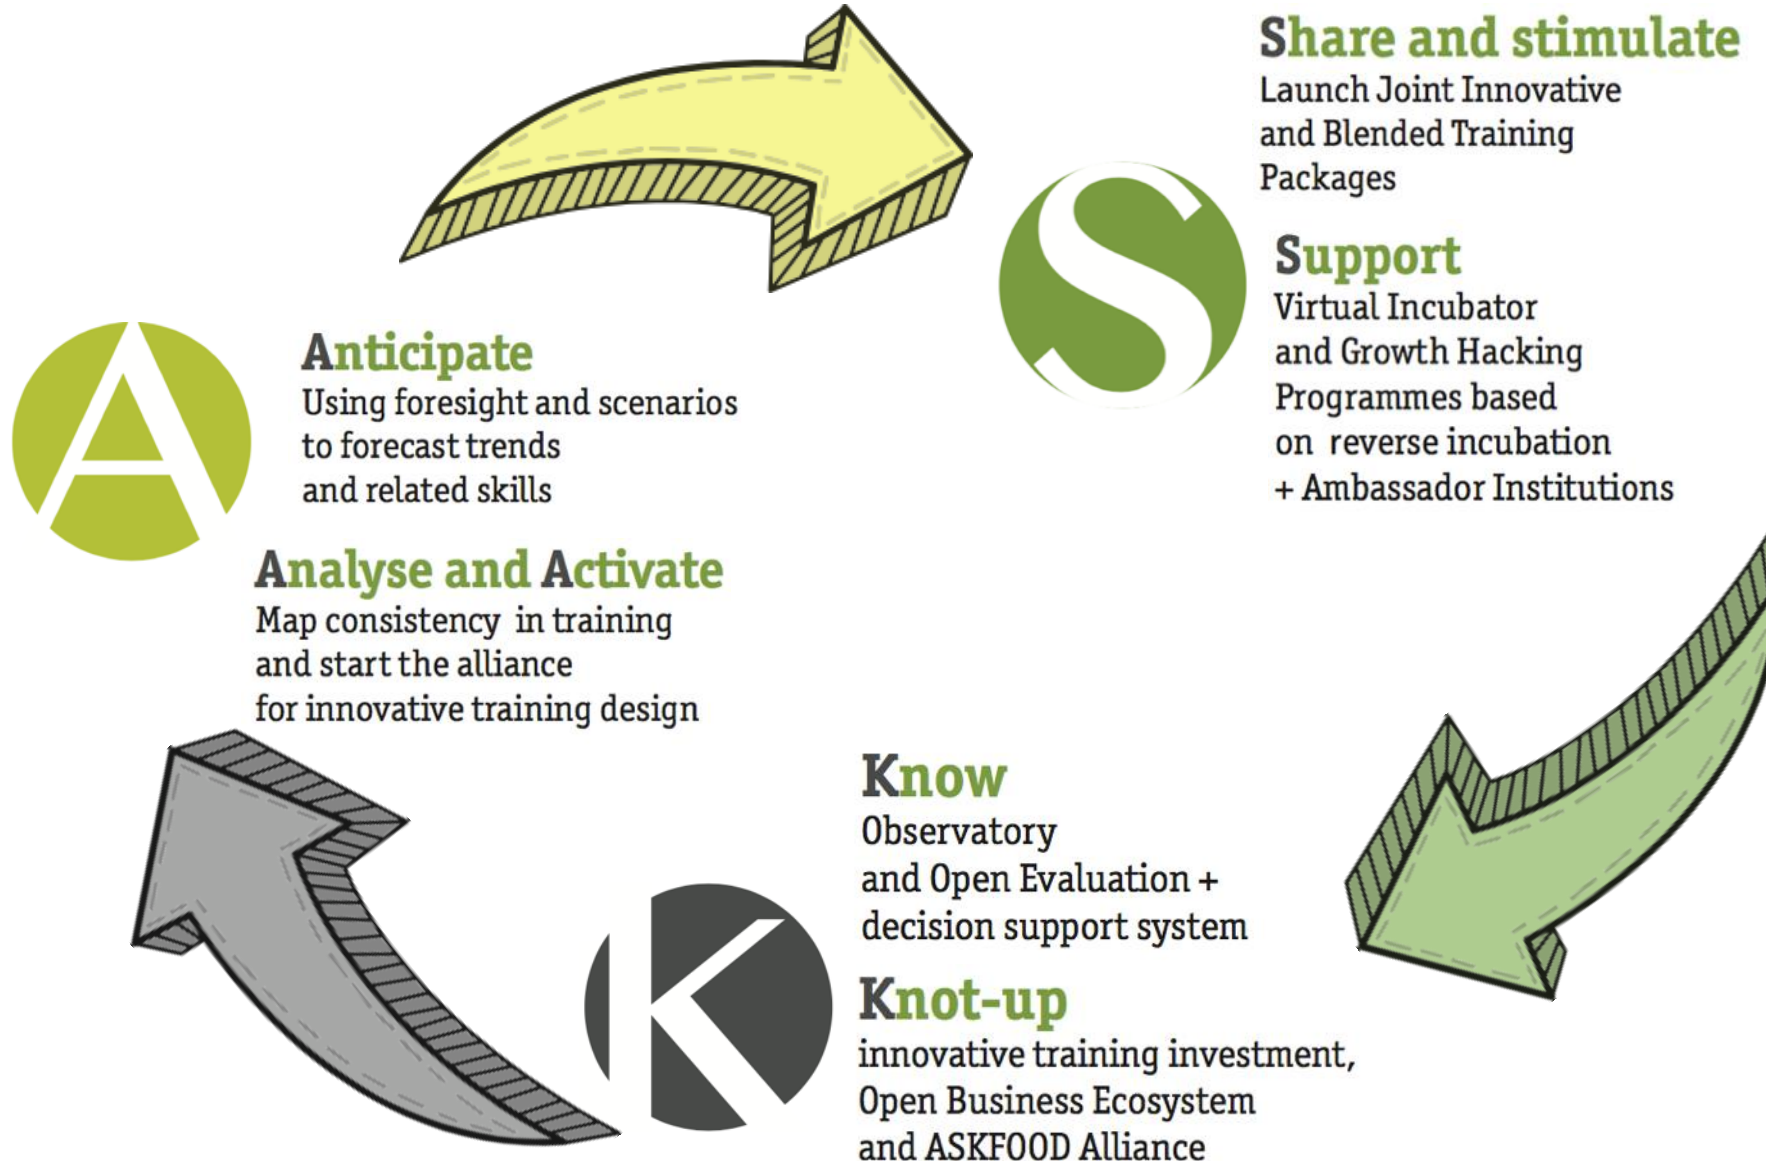 A
Anticipate
Using foresight and scenarios
to forecast trends
and related skills
Analyse and Activate
Map consistency in training
and start the alliance
for innovative training design
S
Share and stimulate
Launch Joint Innovative
and Blended Training
Packages
Support
Virtual Incubator
and Growth Hacking
Programmes based
on reverse incubation
+ Ambassador Institutions
K
Know
Observatory
and Open Evaluation +
decision support system
Knot-up
innovative training investment,
Open Business Ecosystem
and ASKFOOD Alliance